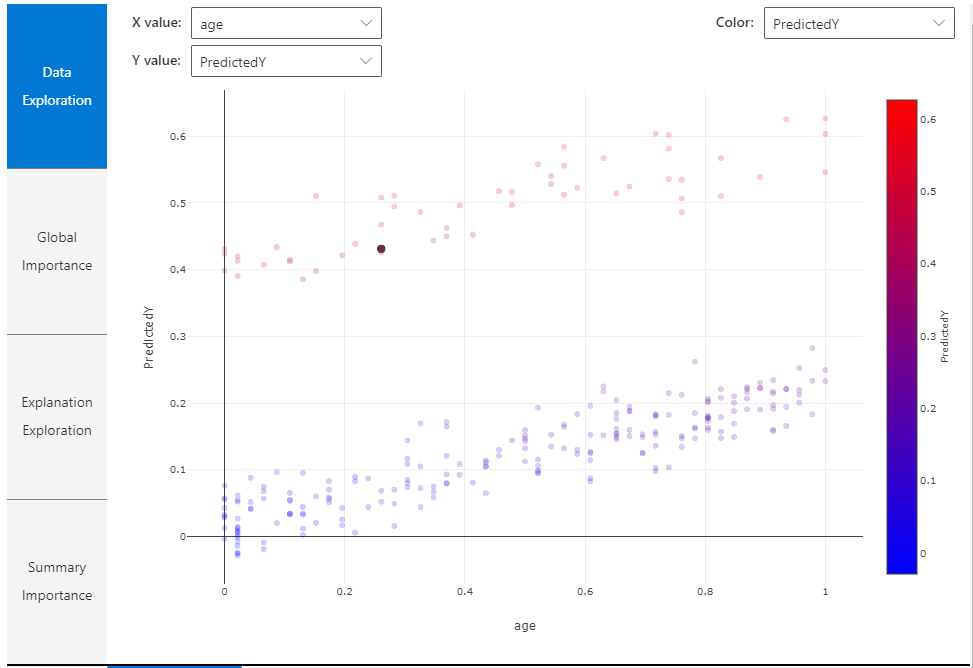 X value:
age
Color:
PredictedY
Y value:
PredictedY
Data
Exploration
Global
Importance
Explanation
Exploration
Summary
Importance
PredictedY
0.6
0.5
0.4
0.3
0.2
0.1
0
0
0.2
0.4
0.6
0.8
1
age
0.6
0.5
0.4
0.3
0.2
0.1
0
PredictedY